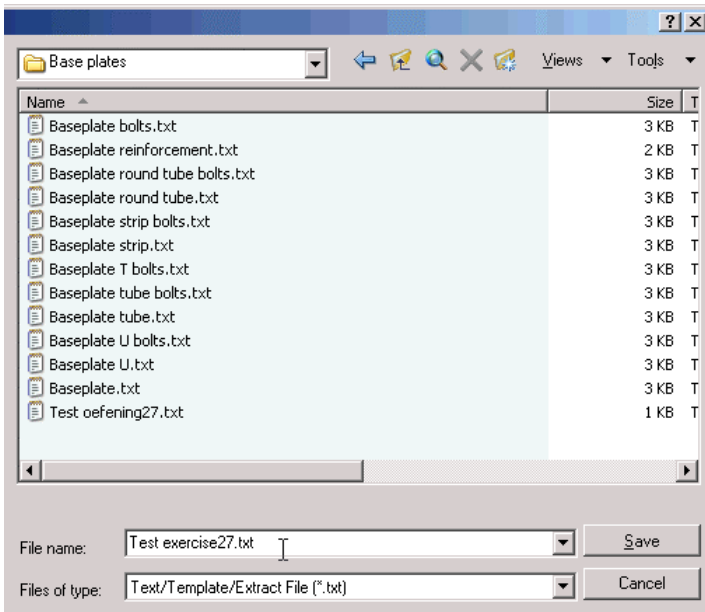 Base plates Views Tools
Name Size T
Baseplate bolts.txt 3 KB T
Baseplate reinforcement.txt 2 KB T
Baseplate round tube bolts.txt 3 KB T
Baseplate round tube.txt 3 KB T
Baseplate strip bolts.txt 3 KB T
Baseplate strip.txt 3 KB T
Baseplate T bolts.txt 3 KB T
Baseplate tube bolts.txt 3 KB T
Baseplate tube.txt 3 KB T
Baseplate U bolts.txt 3 KB T
Baseplate U.txt 3 KB T
Baseplate.txt 3 KB T
Test oefening27.txt 1 KB T
File name: Test exercise27.txt Save
Files of type: Text/Template/Extract File (*.txt) Cancel